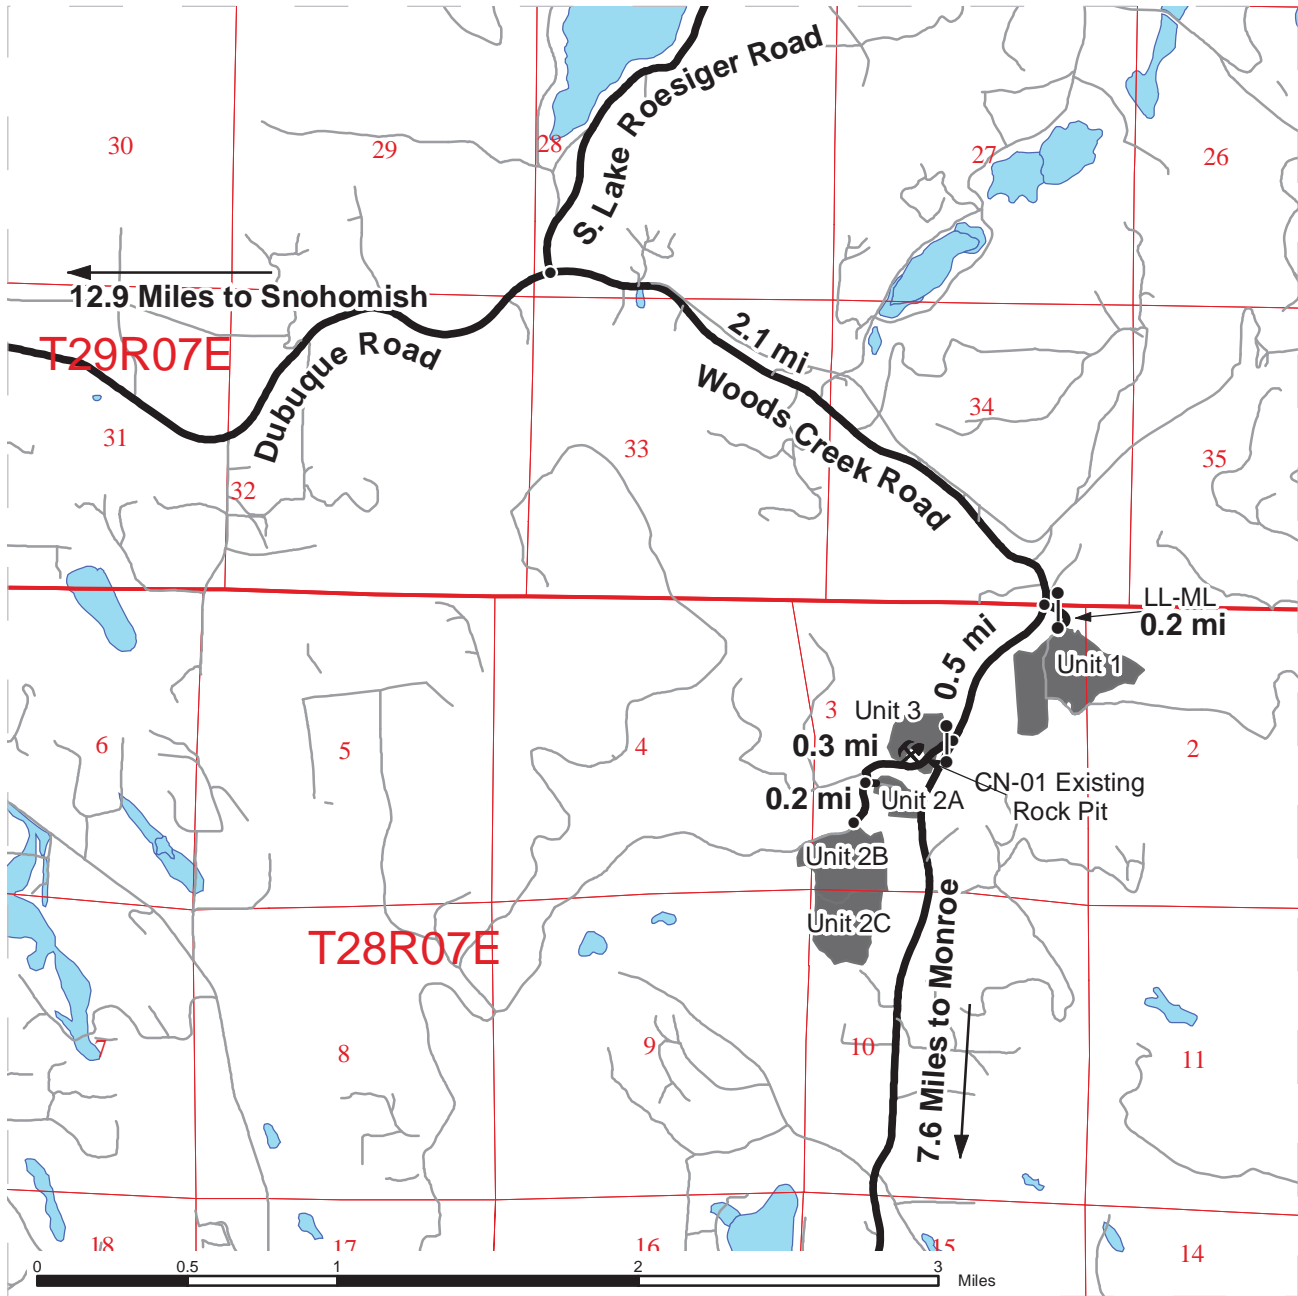 S. Lake Roesiger Road
30
29
28
27
26
12.9 Miles to Snohomish
T29R07E
Dubuque Road
2.1 mi
Woods Creek Road
31
32
33
34
35
LL-ML
0.2 mi
0.5 mi
Unit 1
3
Unit 3
6
5
4
0.3 mi
2
CN-01 Existing
Rock Pit
0.2 mi
Unit 2A
Unit 2B
Unit 2C
T28R07E
7.6 Miles to Monroe
7
8
9
10
11
18
17
16
15
14
0
0.5
1
2
3
Miles